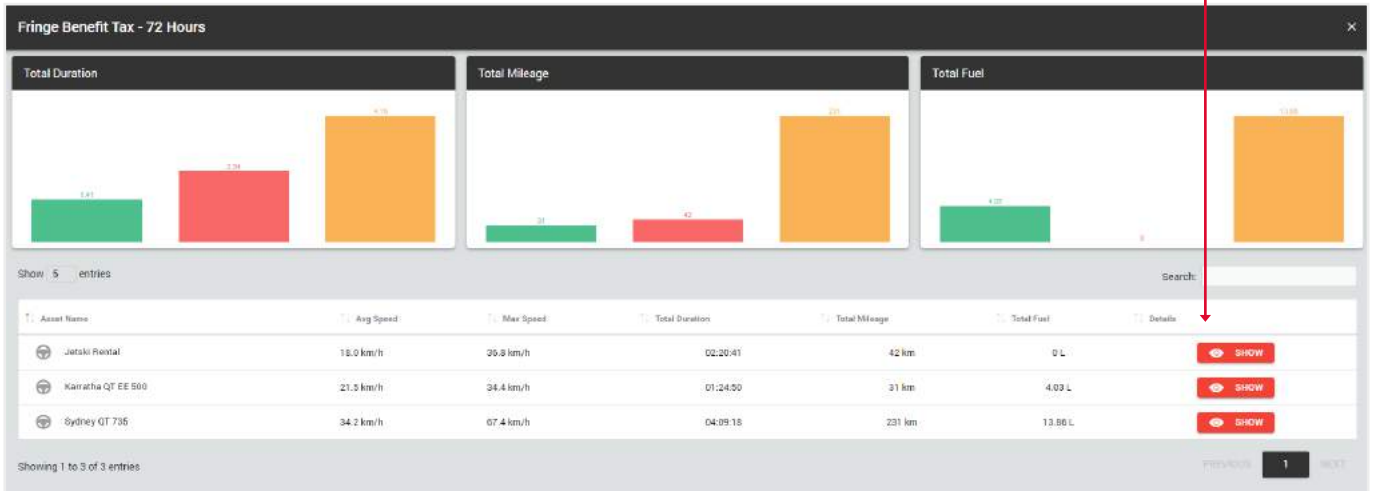 Fringe Benefit Tax - 72 Hours ×
Total Duration Total Mileage Total Fuel
231
42
31
0
Show 5 entries Search:
Asset Name Avg Speed Max Speed Total Duration Total Mileage Total Fuel Details
Jetski Rental 18.0 km/h 36.8 km/h 02:20:41 42 km 0 L SHOW
Karratha QT EE 500 21.5 km/h 34.4 km/h 01:24:50 31 km 4.03 L SHOW
Sydney QT 735 34.2 km/h 67.4 km/h 04:09:18 231 km 13.86 L SHOW
Showing 1 to 3 of 3 entries PREVIOUS 1 NEXT